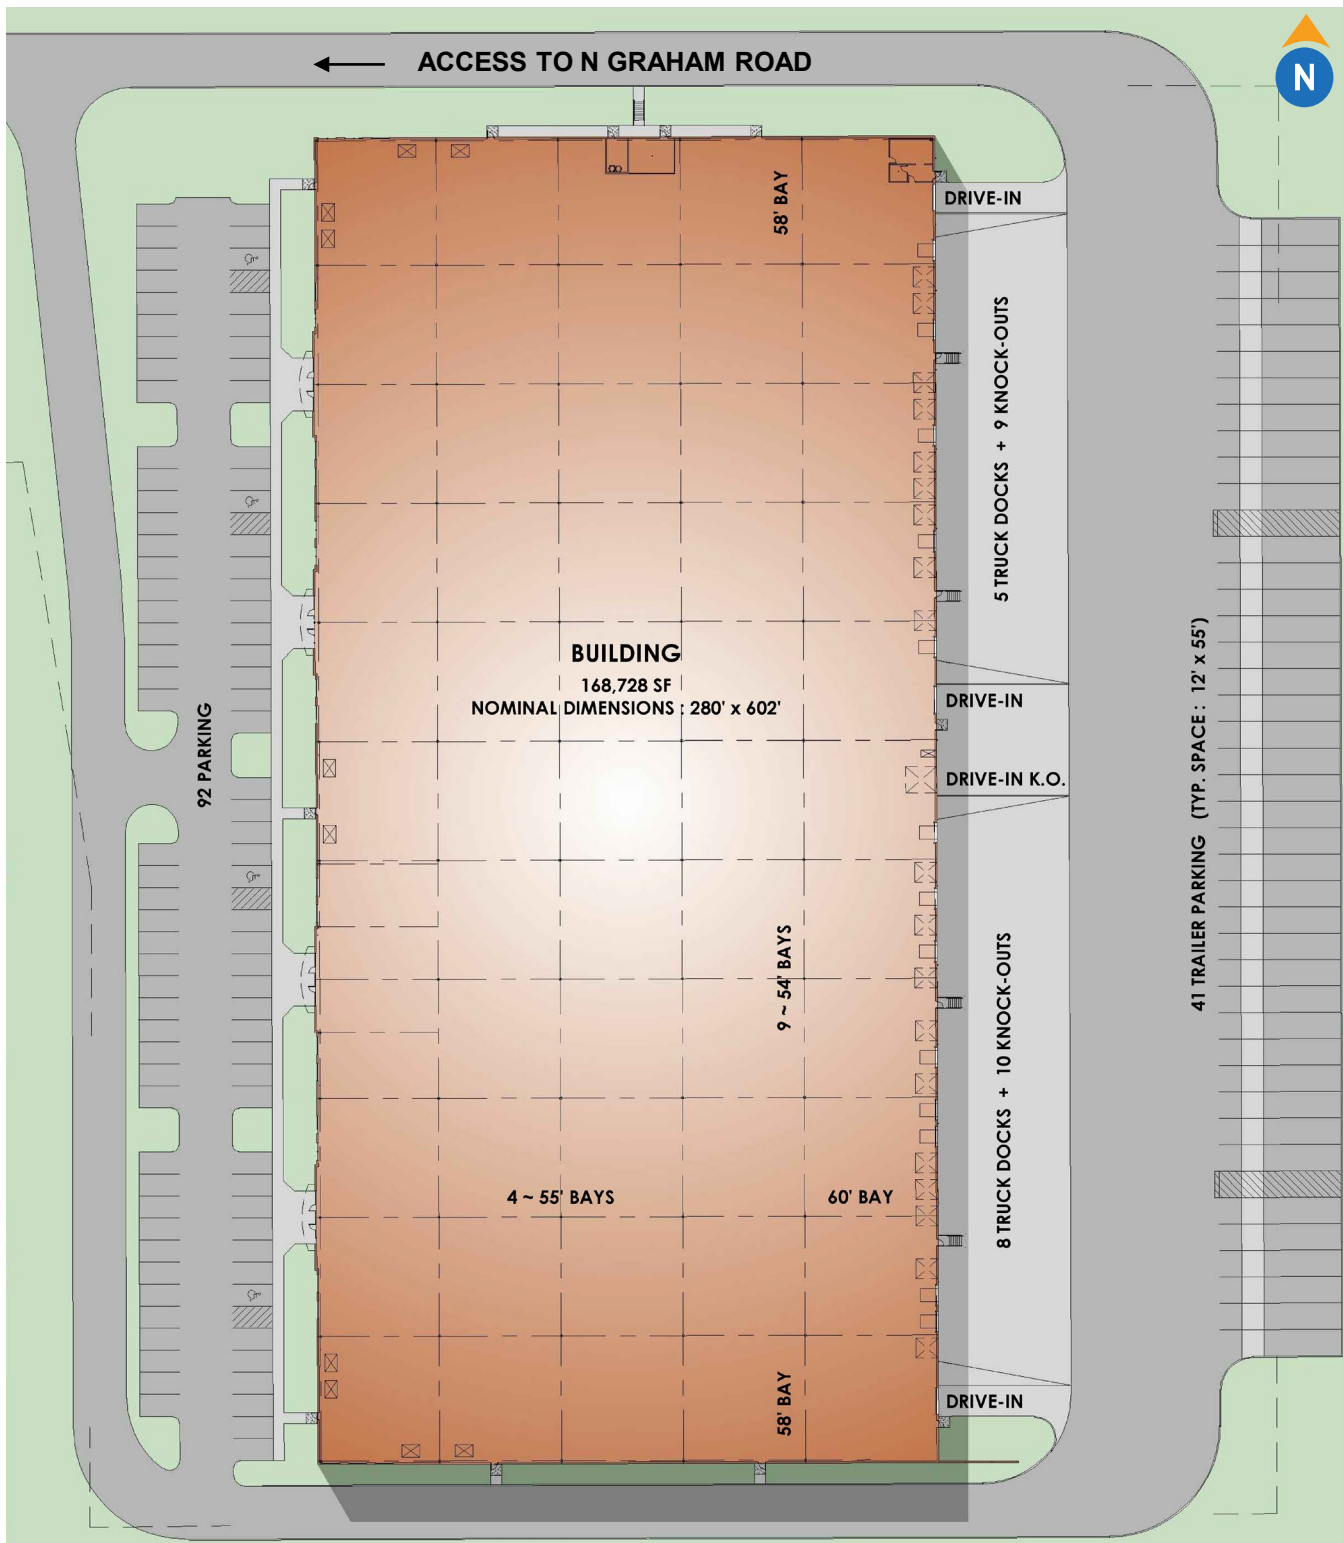 ACCESS TO N GRAHAM ROAD
N
58' BAY
DRIVE-IN
5 TRUCK DOCKS + 9 KNOCK-OUTS
BUILDING
168,728 SF
NOMINAL DIMENSIONS : 280' x 602'
DRIVE-IN
DRIVE-IN K.O.
92 PARKING
41 TRAILER PARKING (TYP. SPACE : 12' x 55')
9 ~ 54' BAYS
8 TRUCK DOCKS + 10 KNOCK-OUTS
4 ~ 55' BAYS
60' BAY
58' BAY
DRIVE-IN